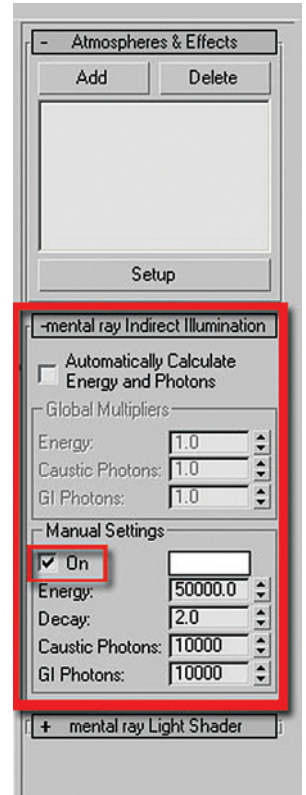 - Atmospheres & Effects
Add Delete
Setup
-mental ray Indirect Illumination
Automatically Calculate
Energy and Photons
Global Multipliers
Energy: 1.0
Caustic Photons: 1.0
GI Photons: 1.0
Manual Settings
On
Energy: 50000.0
Decay: 2.0
Caustic Photons: 10000
GI Photons: 10000
+ mental ray Light Shader